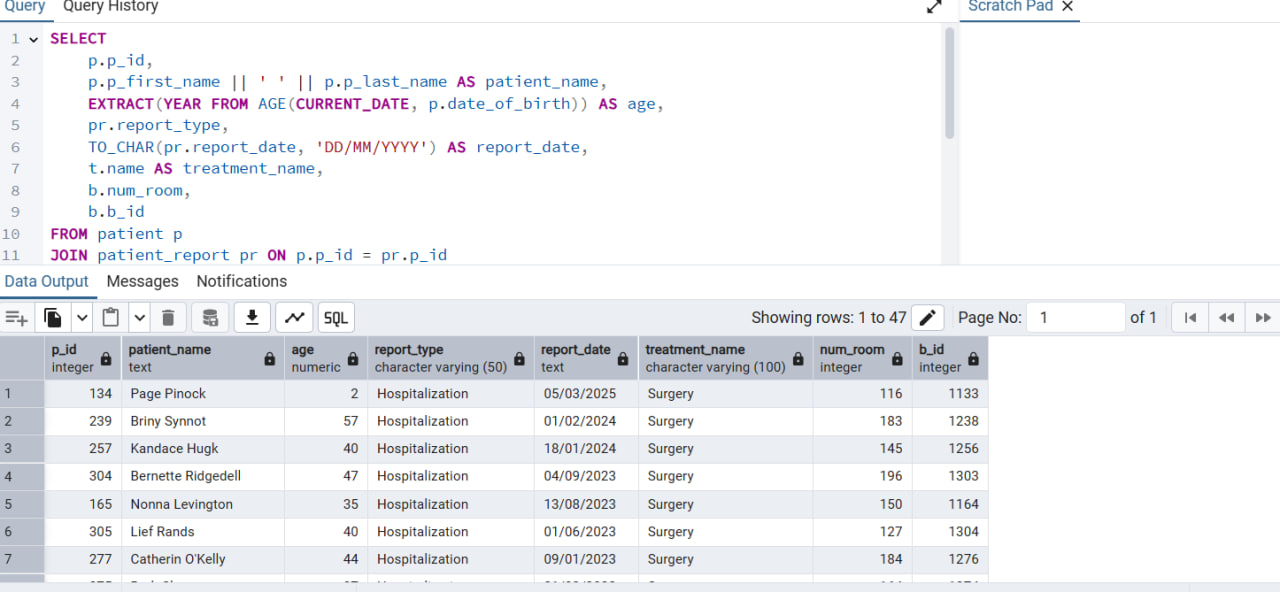 Query Query History
Scratch Pad
1 SELECT
2 p.p_id,
3 p.p_first_name || ' ' || p.p_last_name AS patient_name,
4 EXTRACT(YEAR FROM AGE(CURRENT_DATE, p.date_of_birth)) AS age,
5 pr.report_type,
6 TO_CHAR(pr.report_date, 'DD/MM/YYYY') AS report_date,
7 t.name AS treatment_name,
8 b.num_room,
9 b.b_id
10 FROM patient p
11 JOIN patient_report pr ON p.p_id = pr.p_id
Data Output Messages Notifications
SQL Showing rows: 1 to 47 Page No: 1 of 1
p_id patient_name age report_type report_date treatment_name num_room b_id
integer text numeric character varying (50) text character varying (100) integer integer
1 134 Page Pinock 2 Hospitalization 05/03/2025 Surgery 116 1133
2 239 Briny Synnot 57 Hospitalization 01/02/2024 Surgery 183 1238
3 257 Kandace Hugk 40 Hospitalization 18/01/2024 Surgery 145 1256
4 304 Bernette Ridgedell 47 Hospitalization 04/09/2023 Surgery 196 1303
5 165 Nonna Levington 35 Hospitalization 13/08/2023 Surgery 150 1164
6 305 Lief Rands 40 Hospitalization 01/06/2023 Surgery 127 1304
7 277 Catherin O'Kelly 44 Hospitalization 09/01/2023 Surgery 184 1276